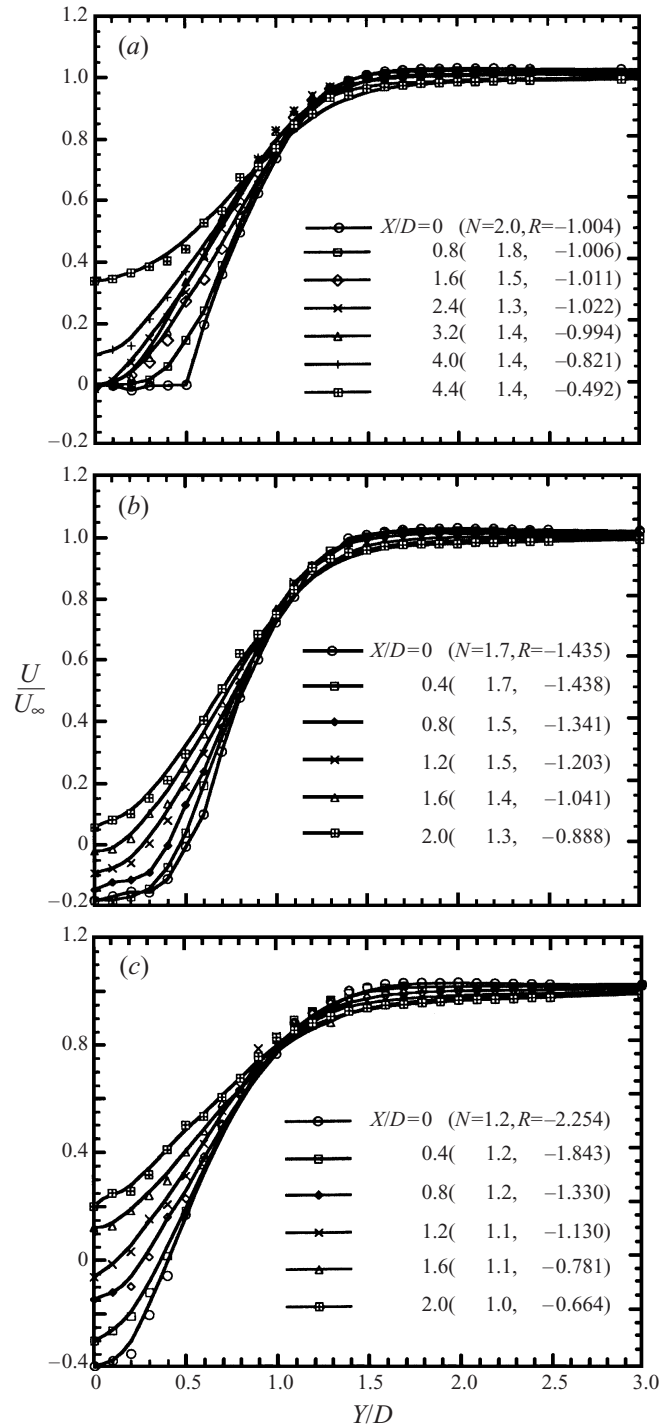 (a)
1.0
0.8
0.6
0.4
0.2
0
−0.2
X/D=0 (N=2.0, R=−1.004)
0.8( 1.8, −1.006)
1.6( 1.5, −1.011)
2.4( 1.3, −1.022)
3.2( 1.4, −0.994)
4.0( 1.4, −0.821)
4.4( 1.4, −0.492)
(b)
1.2
1.0
0.8
0.6
0.4
0.2
0
−0.2
U
U∞
X/D=0 (N=1.7, R=−1.435)
0.4( 1.7, −1.438)
0.8( 1.5, −1.341)
1.2( 1.5, −1.203)
1.6( 1.4, −1.041)
2.0( 1.3, −0.888)
(c)
1.2
0.8
0.4
0
−0.4
X/D=0 (N=1.2, R=−2.254)
0.4( 1.2, −1.843)
0.8( 1.2, −1.330)
1.2( 1.1, −1.130)
1.6( 1.1, −0.781)
2.0( 1.0, −0.664)
0 0.5 1.0 1.5 2.0 2.5 3.0
Y/D